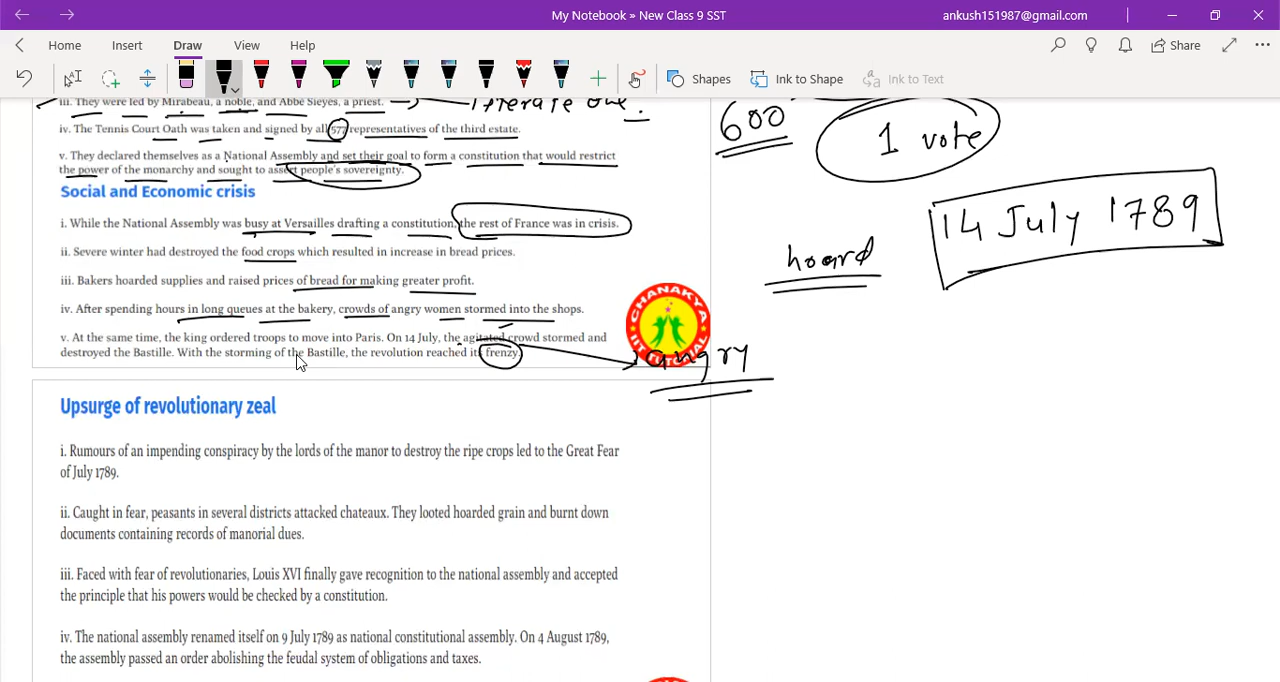 My Notebook » New Class 9 SST
ankush151987@gmail.com
Home Insert Draw View Help
Share
Shapes
Ink to Shape
Ink to Text
iii. They were led by Mirabeau, a noble, and Abbe Sieyes, a priest.
literate one.
iv. The Tennis Court Oath was taken and signed by all 577 representatives of the third estate.
v. They declared themselves as a National Assembly and set their goal to form a constitution that would restrict
the power of the monarchy and sought to assert people's sovereignty.
600
1 vote
Social and Economic crisis
i. While the National Assembly was busy at Versailles drafting a constitution, the rest of France was in crisis.
ii. Severe winter had destroyed the food crops which resulted in increase in bread prices.
iii. Bakers hoarded supplies and raised prices of bread for making greater profit.
iv. After spending hours in long queues at the bakery, crowds of angry women stormed into the shops.
v. At the same time, the king ordered troops to move into Paris. On 14 July, the agitated crowd stormed and
destroyed the Bastille. With the storming of the Bastille, the revolution reached its frenzy.
14 July 1789
hoard
CHANAKYA
IIT TUTORIAL
angry
Upsurge of revolutionary zeal
i. Rumours of an impending conspiracy by the lords of the manor to destroy the ripe crops led to the Great Fear
of July 1789.
ii. Caught in fear, peasants in several districts attacked chateaux. They looted hoarded grain and burnt down
documents containing records of manorial dues.
iii. Faced with fear of revolutionaries, Louis XVI finally gave recognition to the national assembly and accepted
the principle that his powers would be checked by a constitution.
iv. The national assembly renamed itself on 9 July 1789 as national constitutional assembly. On 4 August 1789,
the assembly passed an order abolishing the feudal system of obligations and taxes.